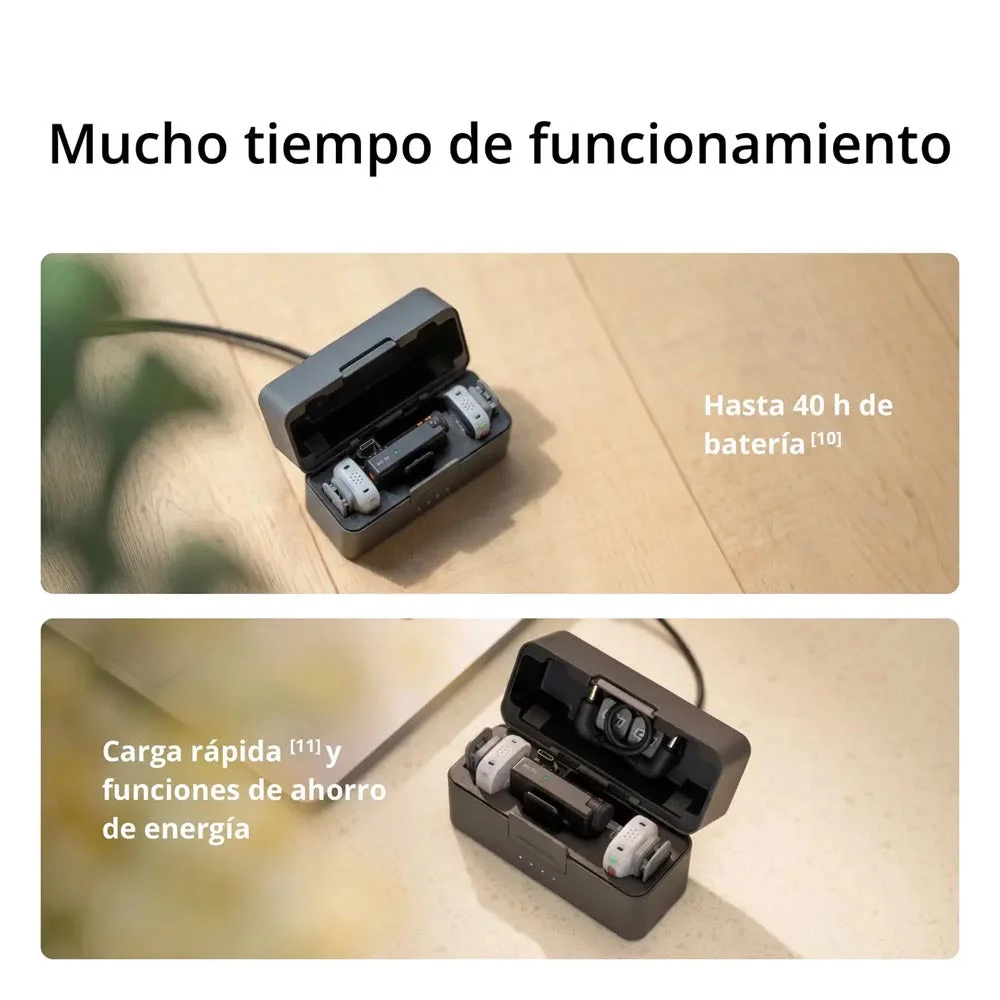 Mucho tiempo de funcionamiento
Hasta 40 h de
batería [10]
Carga rápida [11] y
funciones de ahorro
de energía